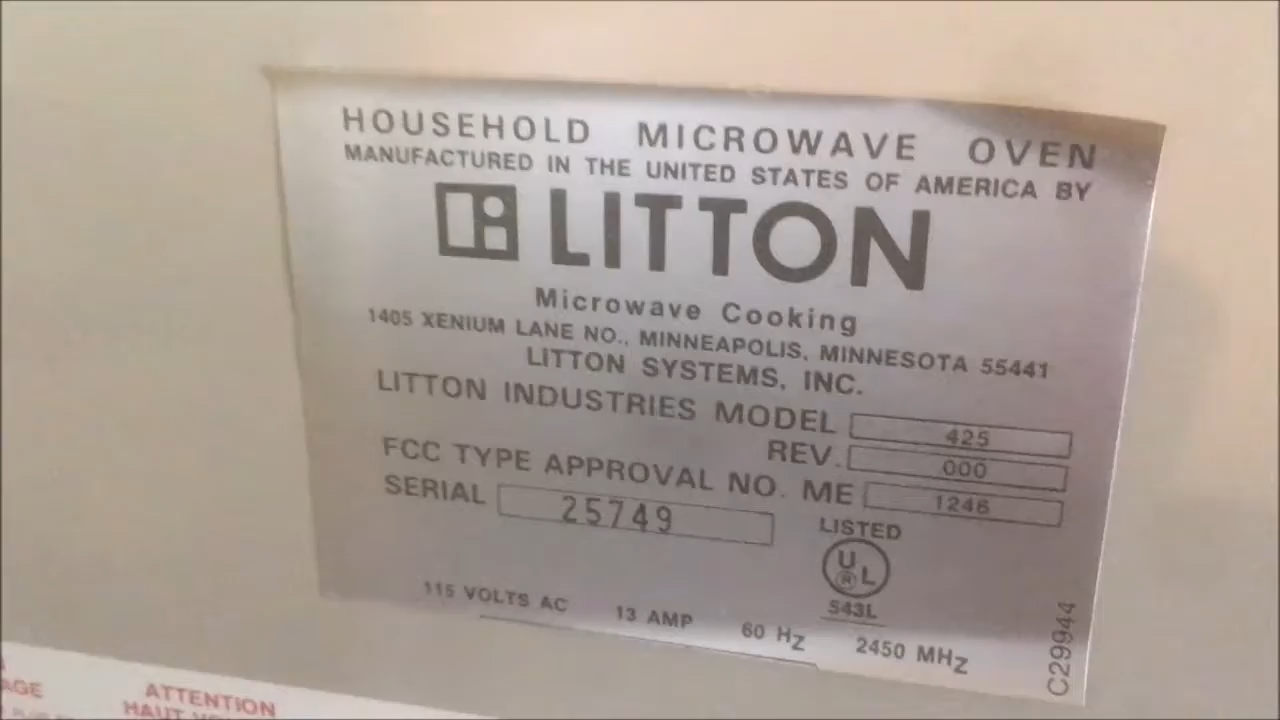 HOUSEHOLD MICROWAVE OVEN
MANUFACTURED IN THE UNITED STATES OF AMERICA BY
LITTON
Microwave Cooking
1405 XENIUM LANE NO., MINNEAPOLIS, MINNESOTA 55441
LITTON SYSTEMS, INC.
LITTON INDUSTRIES MODEL 425
REV. 000
FCC TYPE APPROVAL NO. ME 1246
SERIAL 25749
LISTED
UL ®
543L
115 VOLTS AC 13 AMP 60 Hz 2450 MHz
C29944
AGE
ATTENTION
HAUT